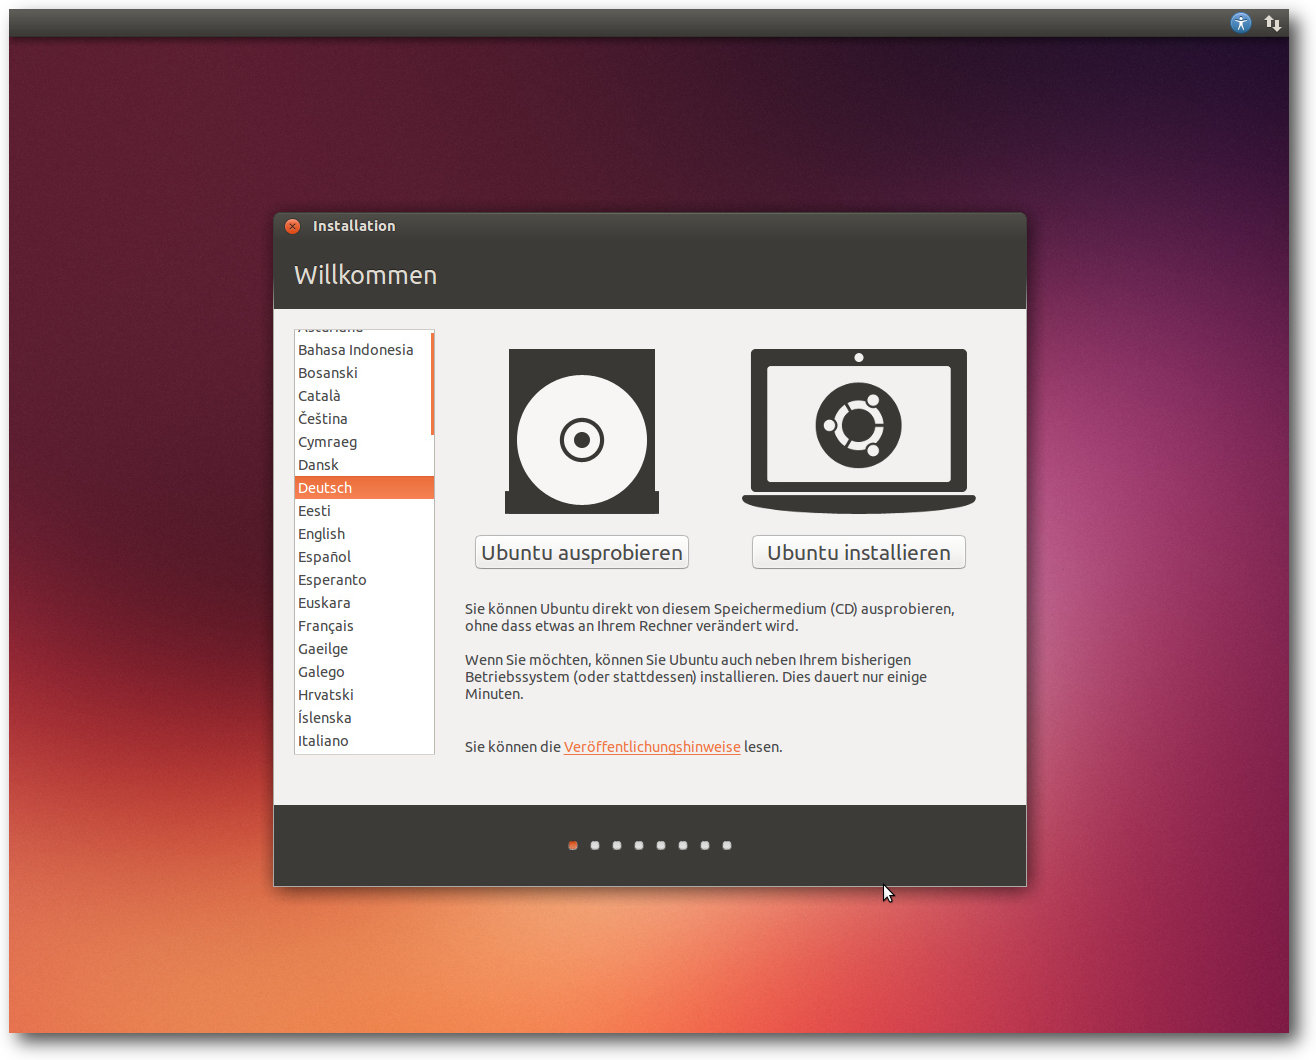 Installation
Willkommen
Bahasa Indonesia
Bosanski
Català
Čeština
Cymraeg
Dansk
Deutsch
Eesti
English
Español
Esperanto
Euskara
Français
Gaeilge
Galego
Hrvatski
Íslenska
Italiano
Ubuntu ausprobieren
Ubuntu installieren
Sie können Ubuntu direkt von diesem Speichermedium (CD) ausprobieren,
ohne dass etwas an Ihrem Rechner verändert wird.
Wenn Sie möchten, können Sie Ubuntu auch neben Ihrem bisherigen
Betriebssystem (oder stattdessen) installieren. Dies dauert nur einige
Minuten.
Sie können die Veröffentlichungshinweise lesen.